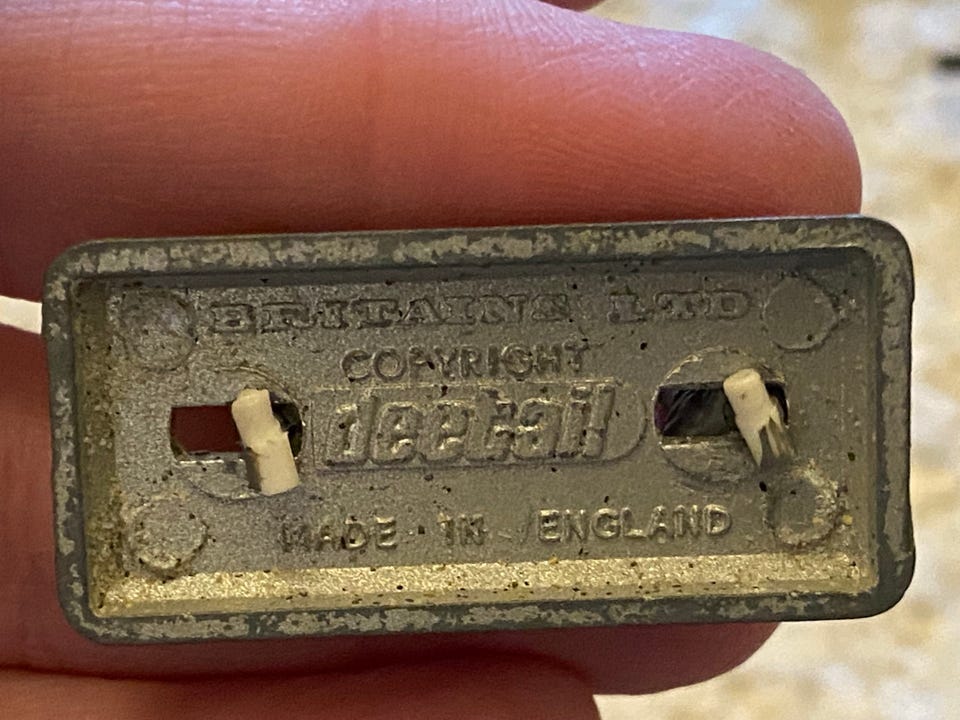 BRITAINS LTD
COPYRIGHT
deetail
MADE IN ENGLAND